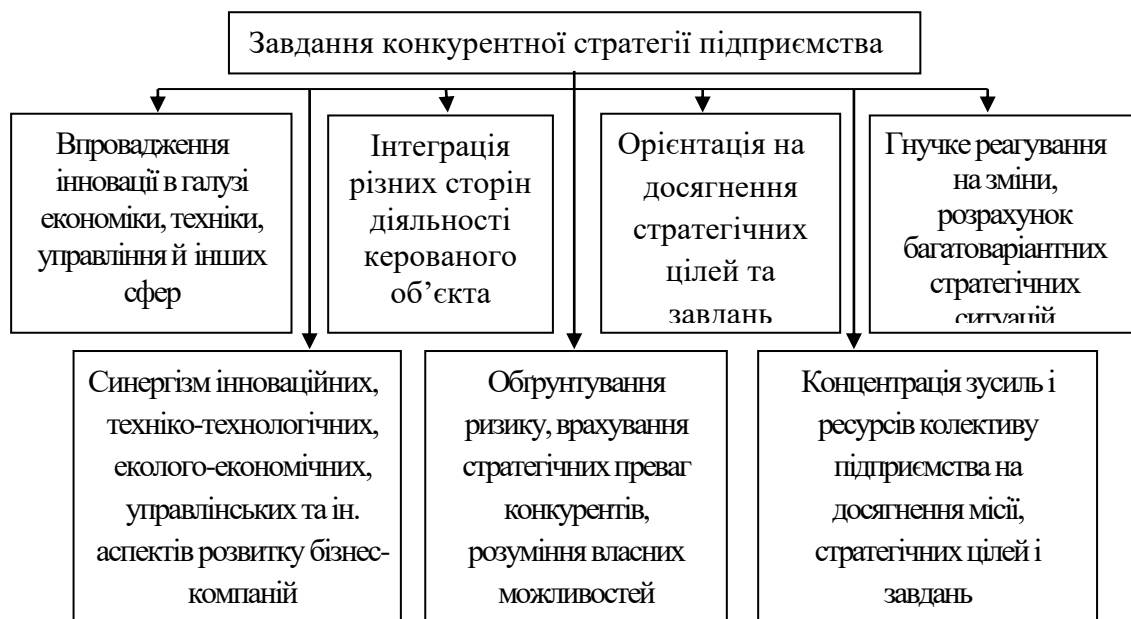 Завдання конкурентної стратегії підприємства
Впровадження
інновації в галузі
економіки, техніки,
управління й інших
сфер
Інтеграція
різних сторін
діяльності
керованого
об’єкта
Орієнтація на
досягнення
стратегічних
цілей та
завдань
Гнучке реагування
на зміни,
розрахунок
багатоваріантних
стратегічних
ситуацій
Синергізм інноваційних,
техніко-технологічних,
еколого-економічних,
управлінських та ін.
аспектів розвитку бізнес-
компаній
Обґрунтування
ризику, врахування
стратегічних переваг
конкурентів,
розуміння власних
можливостей
Концентрація зусиль і
ресурсів колективу
підприємства на
досягнення місії,
стратегічних цілей і
завдань